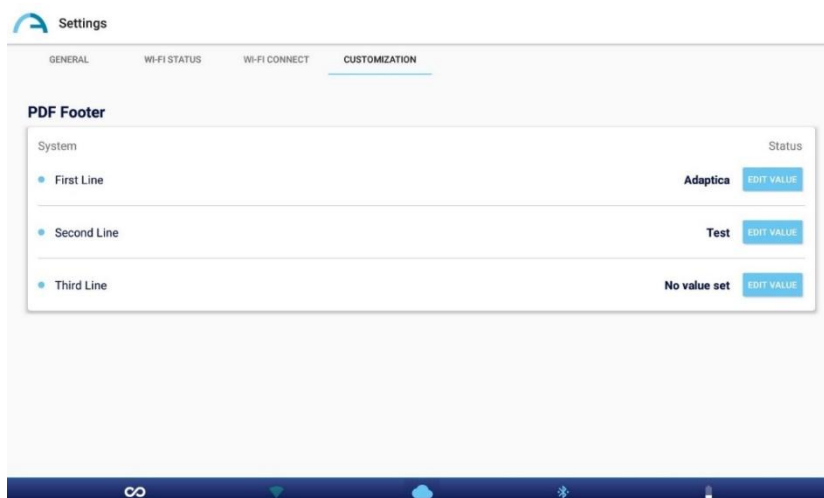 Settings
GENERAL WI-FI STATUS WI-FI CONNECT CUSTOMIZATION
PDF Footer
System Status
First Line Adaptica EDIT VALUE
Second Line Test EDIT VALUE
Third Line No value set EDIT VALUE